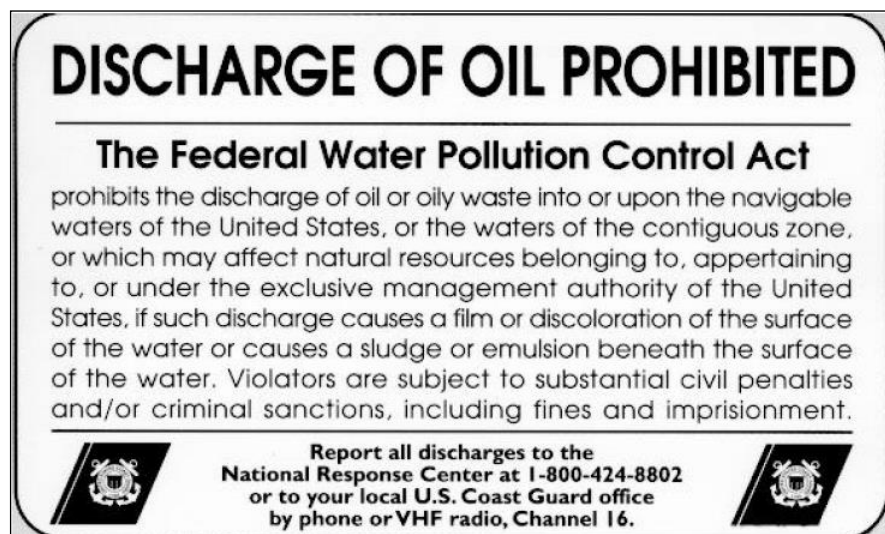 DISCHARGE OF OIL PROHIBITED
The Federal Water Pollution Control Act
prohibits the discharge of oil or oily waste into or upon the navigable
waters of the United States, or the waters of the contiguous zone,
or which may affect natural resources belonging to, appertaining
to, or under the exclusive management authority of the United
States, if such discharge causes a film or discoloration of the surface
of the water or causes a sludge or emulsion beneath the surface
of the water. Violators are subject to substantial civil penalties
and/or criminal sanctions, including fines and imprisionment.
Report all discharges to the
National Response Center at 1-800-424-8802
or to your local U.S. Coast Guard office
by phone or VHF radio, Channel 16.